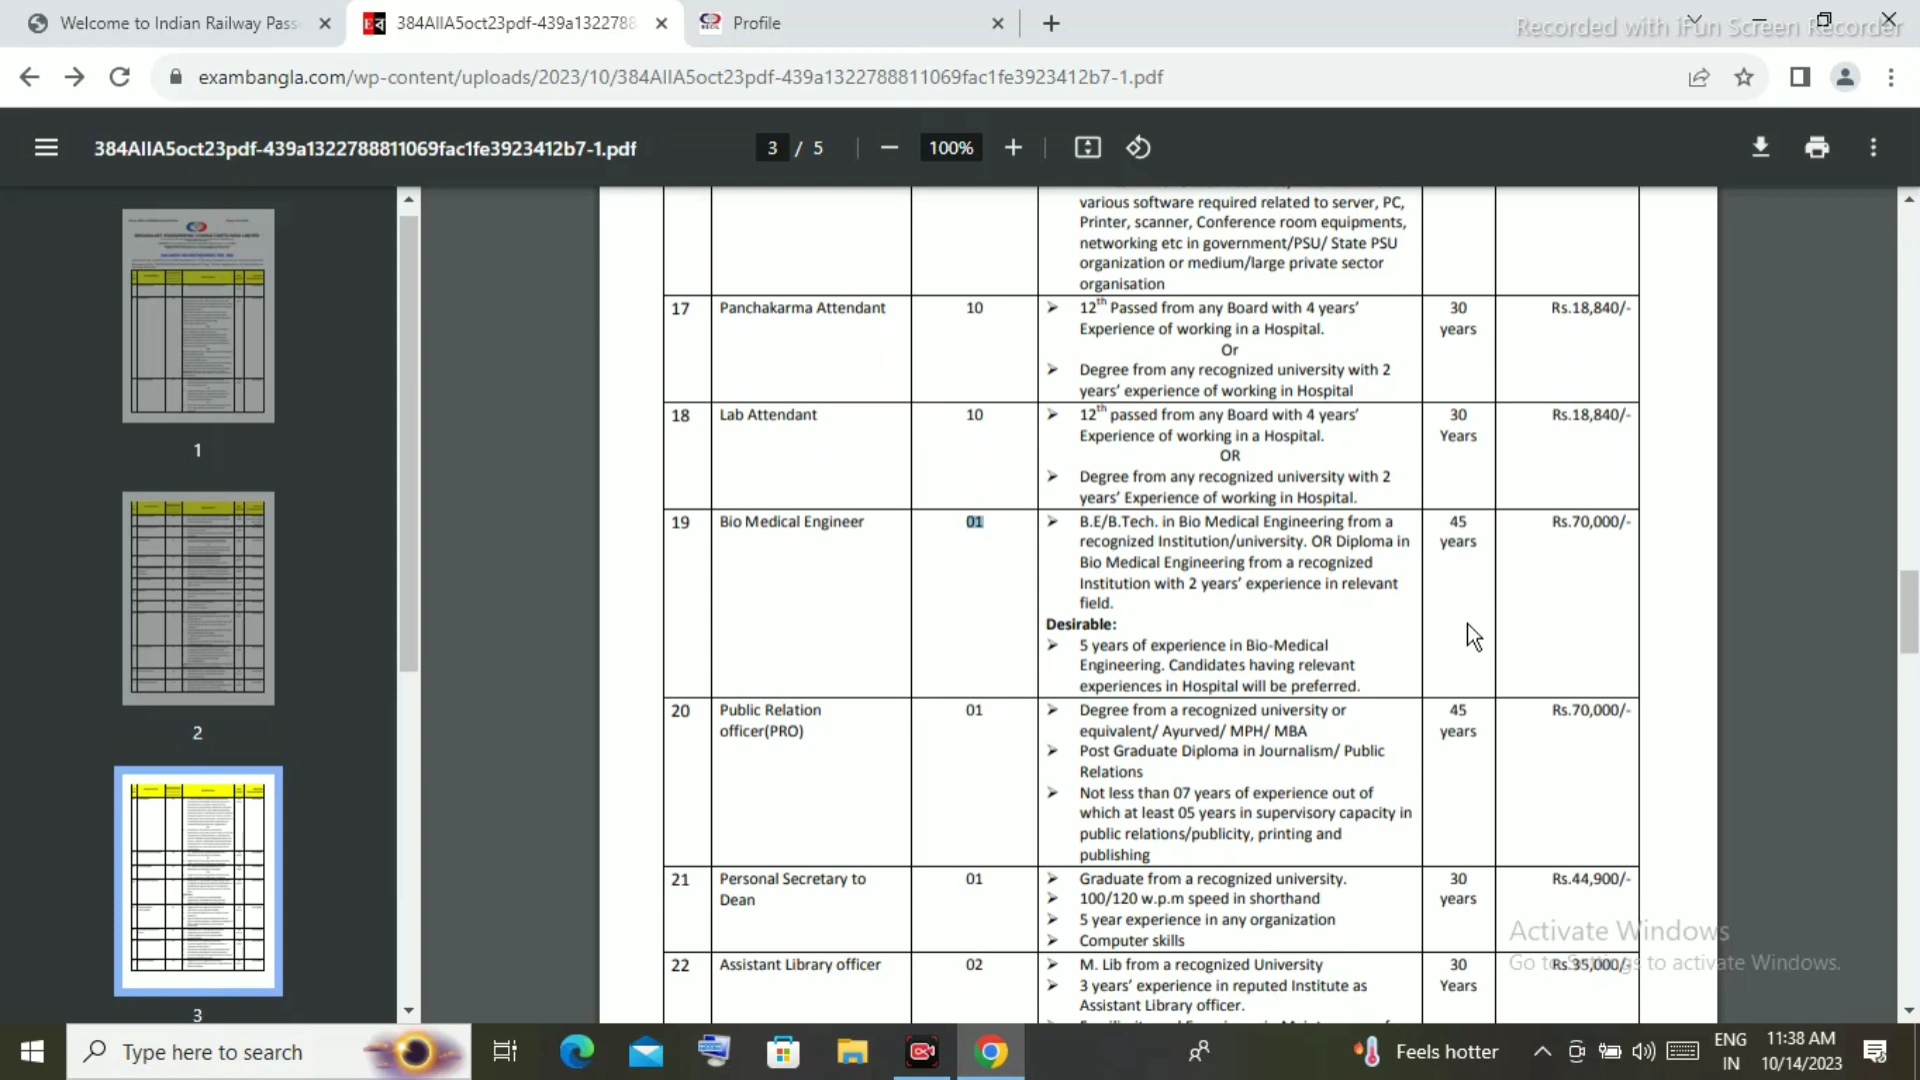 Welcome to Indian Railway Pass
384AIIA5oct23pdf-439a1322788
Profile
Recorded with iFun Screen Recorder
exambangla.com/wp-content/uploads/2023/10/384AIIA5oct23pdf-439a1322788811069fac1fe3923412b7-1.pdf
384AIIA5oct23pdf-439a1322788811069fac1fe3923412b7-1.pdf
3 / 5
100%
1
2
3
various software required related to server, PC,
Printer, scanner, Conference room equipments,
networking etc in government/PSU/ State PSU
organization or medium/large private sector
organisation
17 Panchakarma Attendant 10 ➢ 12th Passed from any Board with 4 years' 30 Rs.18,840/-
Experience of working in a Hospital. years
Or
➢ Degree from any recognized university with 2
years' experience of working in Hospital
18 Lab Attendant 10 ➢ 12th passed from any Board with 4 years' 30 Rs.18,840/-
Experience of working in a Hospital. Years
OR
➢ Degree from any recognized university with 2
years' Experience of working in Hospital.
19 Bio Medical Engineer 01 ➢ B.E/B.Tech. in Bio Medical Engineering from a 45 Rs.70,000/-
recognized Institution/university. OR Diploma in years
Bio Medical Engineering from a recognized
Institution with 2 years' experience in relevant
field.
Desirable:
➢ 5 years of experience in Bio-Medical
Engineering. Candidates having relevant
experiences in Hospital will be preferred.
20 Public Relation 01 ➢ Degree from a recognized university or 45 Rs.70,000/-
officer(PRO) equivalent/ Ayurved/ MPH/ MBA years
➢ Post Graduate Diploma in Journalism/ Public
Relations
➢ Not less than 07 years of experience out of
which at least 05 years in supervisory capacity in
public relations/publicity, printing and
publishing
21 Personal Secretary to 01 ➢ Graduate from a recognized university. 30 Rs.44,900/-
Dean ➢ 100/120 w.p.m speed in shorthand years
➢ 5 year experience in any organization
➢ Computer skills
22 Assistant Library officer 02 ➢ M. Lib from a recognized University 30 Rs.35,000/-
➢ 3 years' experience in reputed Institute as Years
Assistant Library officer.
Activate Windows
Go to Settings to activate Windows.
Type here to search
Feels hotter
ENG
IN
11:38 AM
10/14/2023